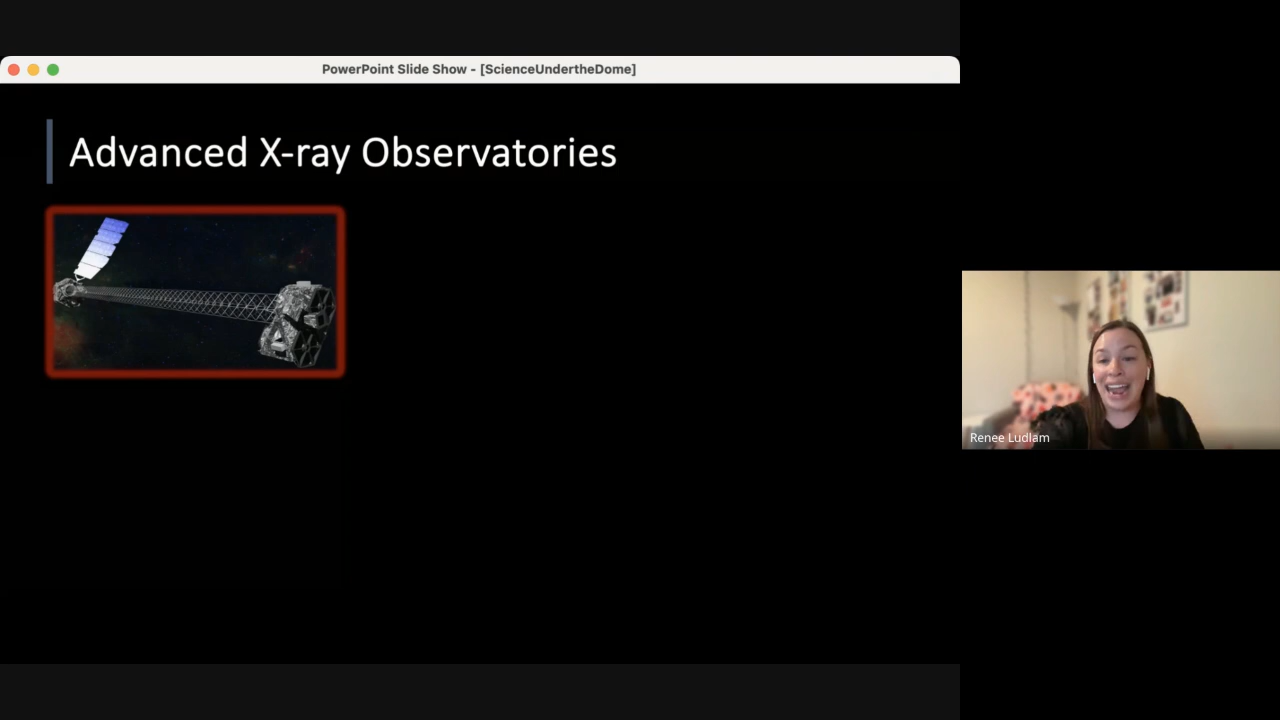 PowerPoint Slide Show - [ScienceUndertheDome]
Advanced X-ray Observatories
Renee Ludlam